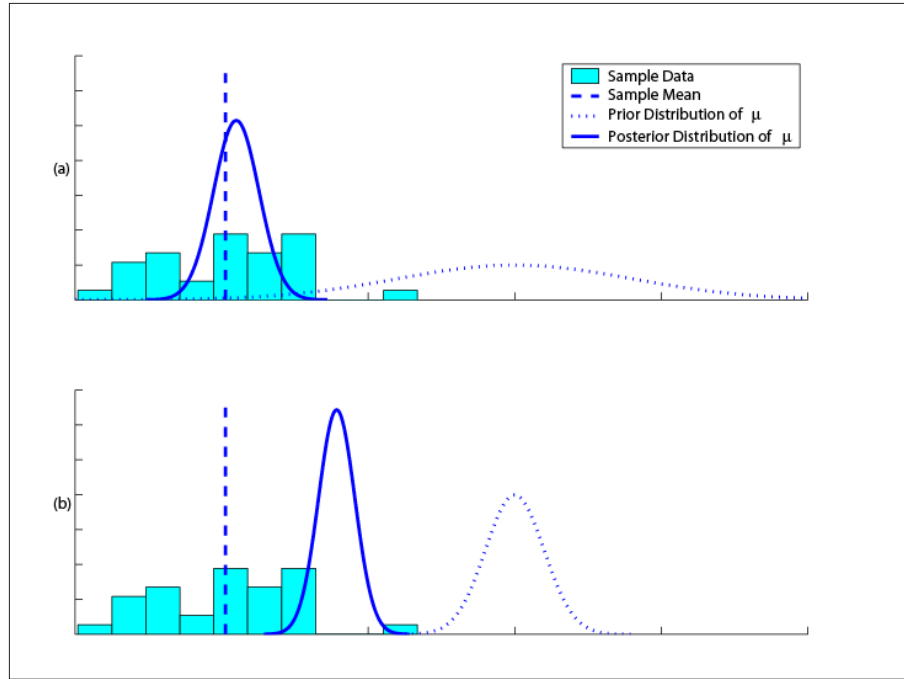 Sample Data
Sample Mean
Prior Distribution of μ
Posterior Distribution of μ
(a)
(b)